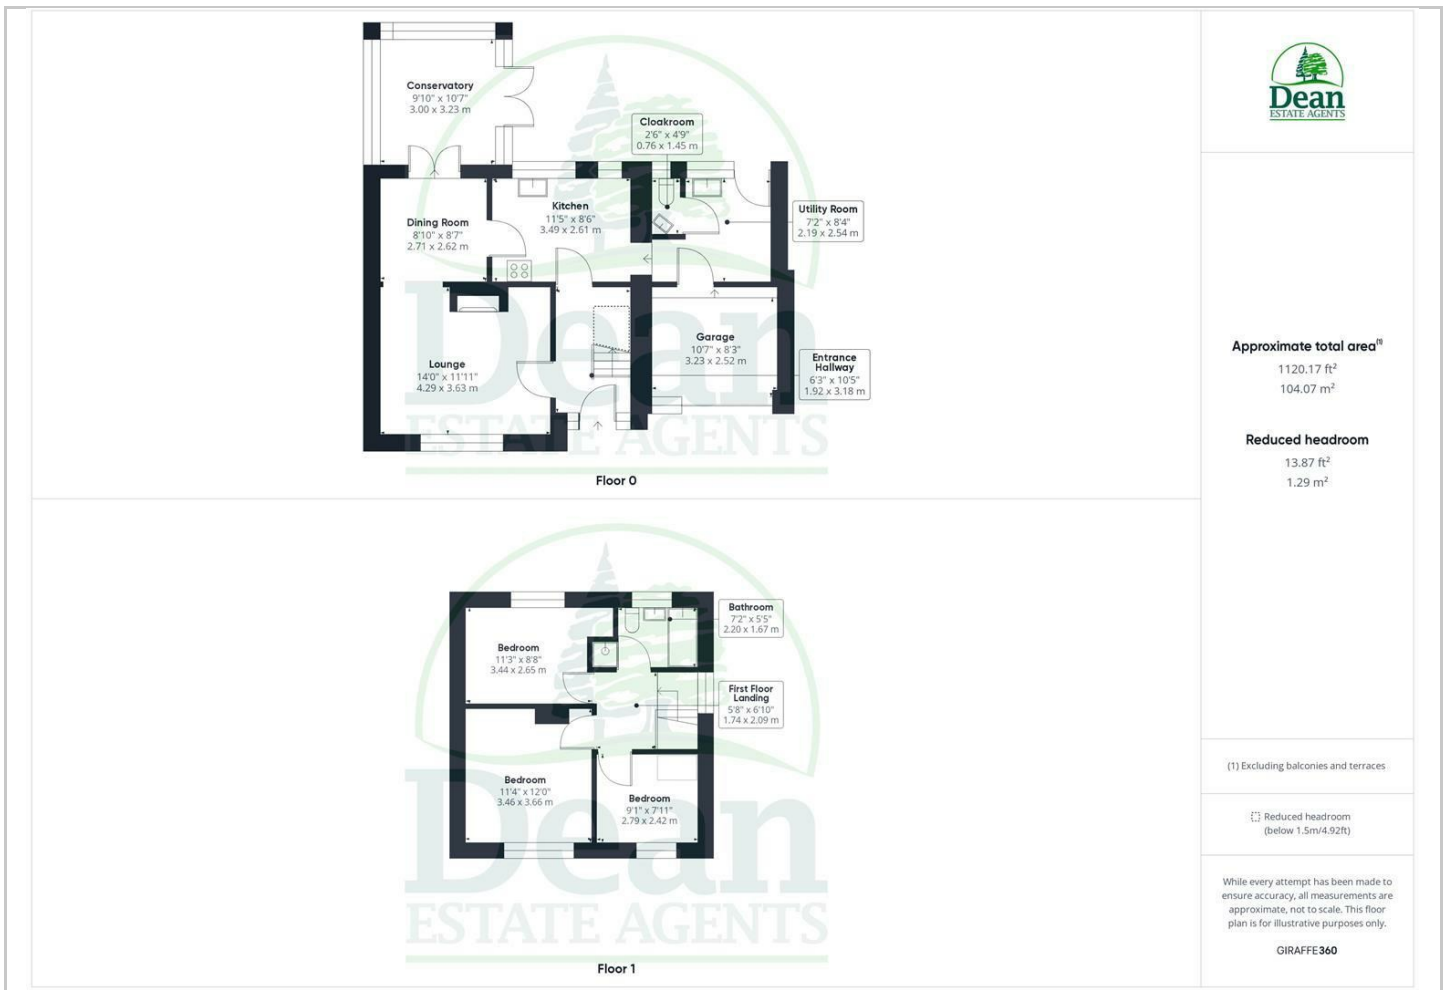 Conservatory
9'10" x 10'7"
3.00 x 3.23 m
Cloakroom
2'6" x 4'9"
0.76 x 1.45 m
Kitchen
11'5" x 8'6"
3.49 x 2.61 m
Dining Room
8'10" x 8'7"
2.71 x 2.62 m
Utility Room
7'2" x 8'4"
2.19 x 2.54 m
Lounge
14'0" x 11'11"
4.29 x 3.63 m
Garage
10'7" x 8'3"
3.23 x 2.52 m
Entrance
Hallway
6'3" x 10'5"
1.92 x 3.18 m
Dean
ESTATE AGENTS
Floor 0
Bedroom
11'3" x 8'8"
3.44 x 2.65 m
Bathroom
7'2" x 5'5"
2.20 x 1.67 m
First Floor
Landing
5'8" x 6'10"
1.74 x 2.09 m
Bedroom
11'4" x 12'0"
3.46 x 3.66 m
Bedroom
9'1" x 7'11"
2.79 x 2.42 m
Dean
ESTATE AGENTS
Floor 1
Dean
ESTATE AGENTS
Approximate total area(1)
1120.17 ft²
104.07 m²
Reduced headroom
13.87 ft²
1.29 m²
(1) Excluding balconies and terraces
Reduced headroom
(below 1.5m/4.92ft)
While every attempt has been made to
ensure accuracy, all measurements are
approximate, not to scale. This floor
plan is for illustrative purposes only.
GIRAFFE360